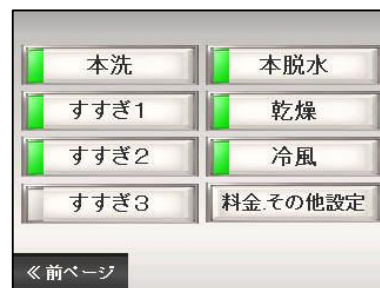 本洗
本脱水
すすぎ1
乾燥
すすぎ2
冷風
すすぎ3
料金.その他設定
≪前ページ